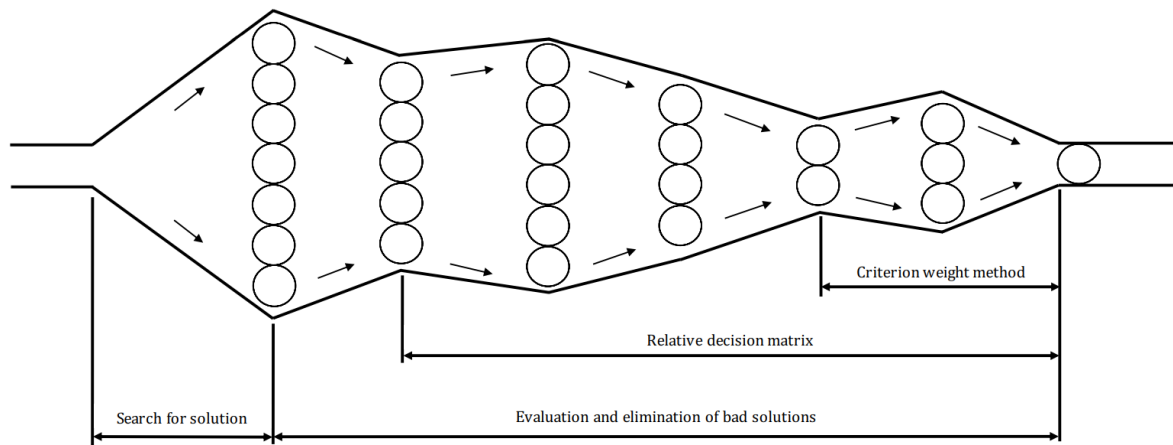 Criterion weight method
Relative decision matrix
Search for solution
Evaluation and elimination of bad solutions